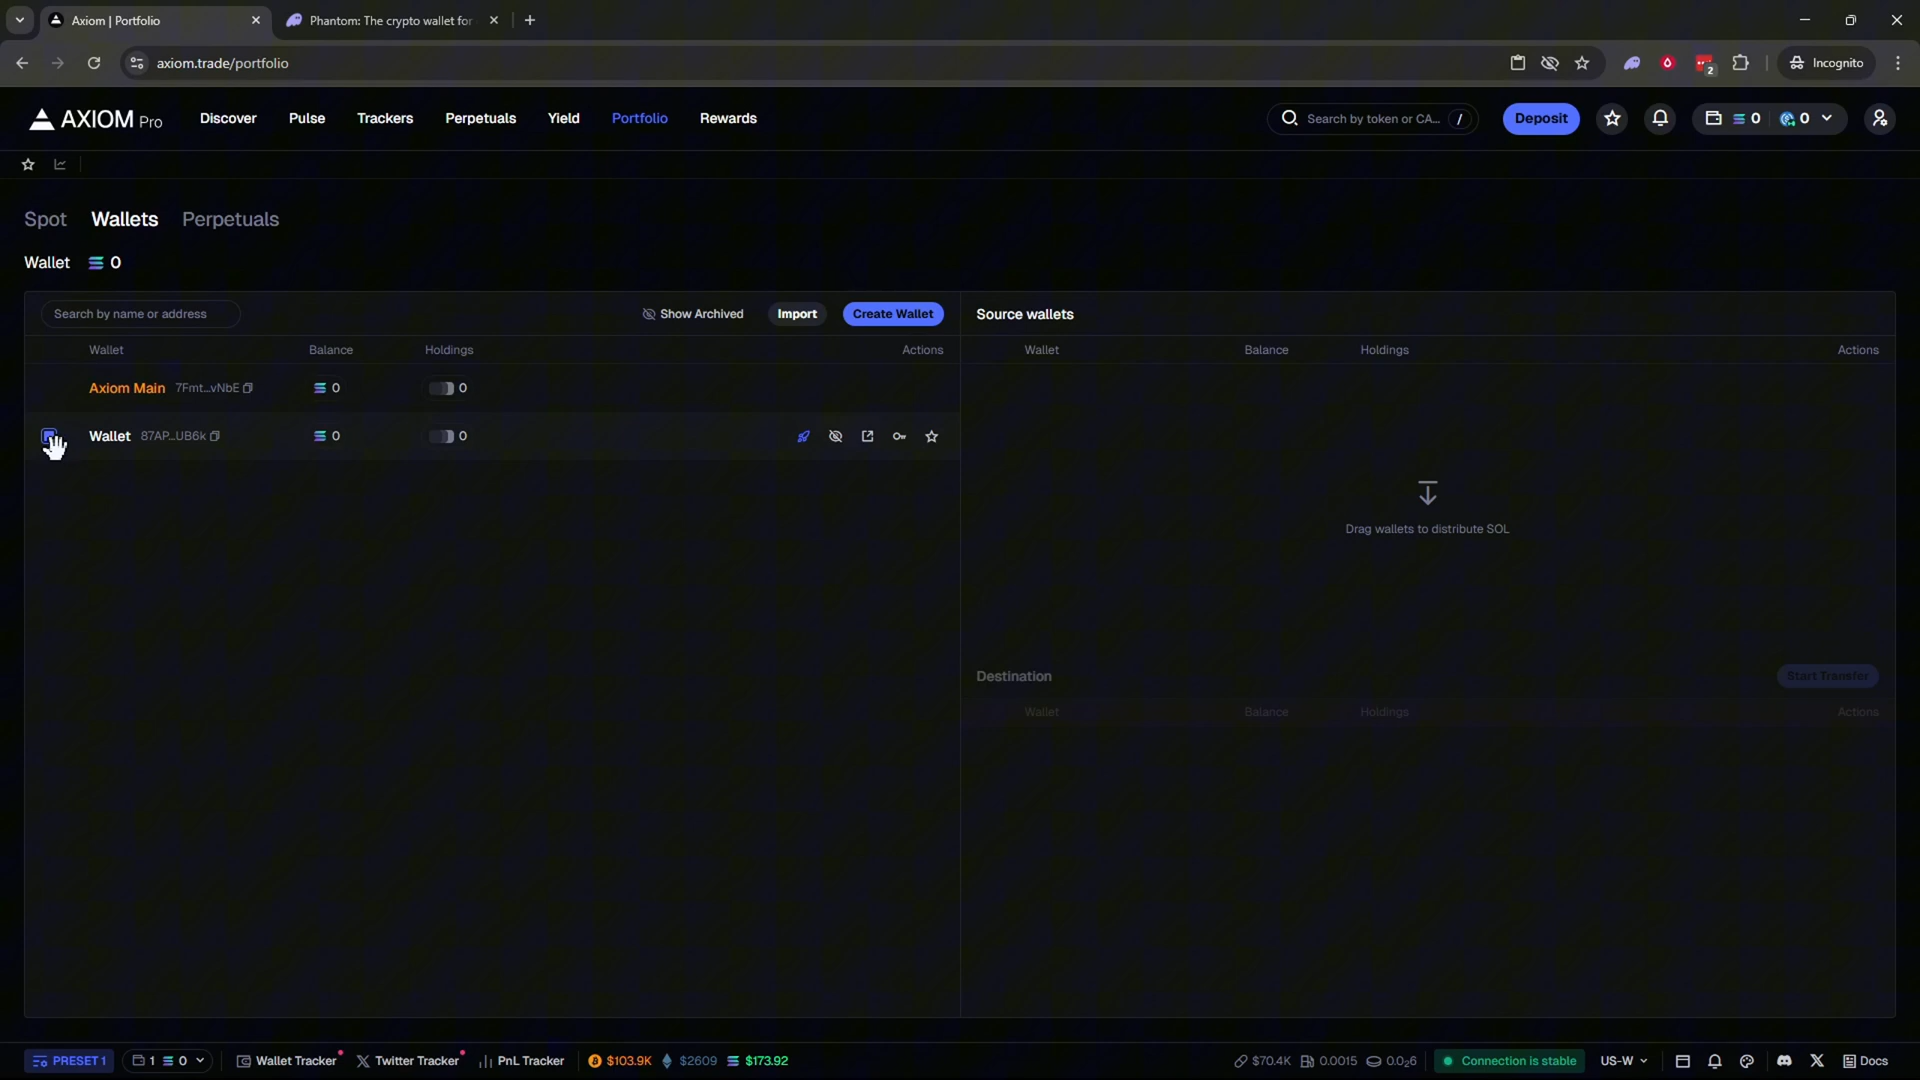 Axiom | Portfolio
Phantom: The crypto wallet for
axiom.trade/portfolio
2
Incognito
AXIOM Pro
Discover
Pulse
Trackers
Perpetuals
Yield
Portfolio
Rewards
Search by token or CA...
/
Deposit
0
0
Spot
Wallets
Perpetuals
Wallet
0
Search by name or address
Show Archived
Import
Create Wallet
Source wallets
Wallet
Balance
Holdings
Actions
Wallet
Balance
Holdings
Actions
Axiom Main 7Fmt...vNbE
0
0
Wallet 87AP...UB6k
0
0
Drag wallets to distribute SOL
Destination
Start Transfer
Wallet
Balance
Holdings
Actions
PRESET 1
1 0
Wallet Tracker
Twitter Tracker
PnL Tracker
$103.9K
$2609
$173.92
$70.4K
0.0015
0.0₂6
Connection is stable
US-W
Docs